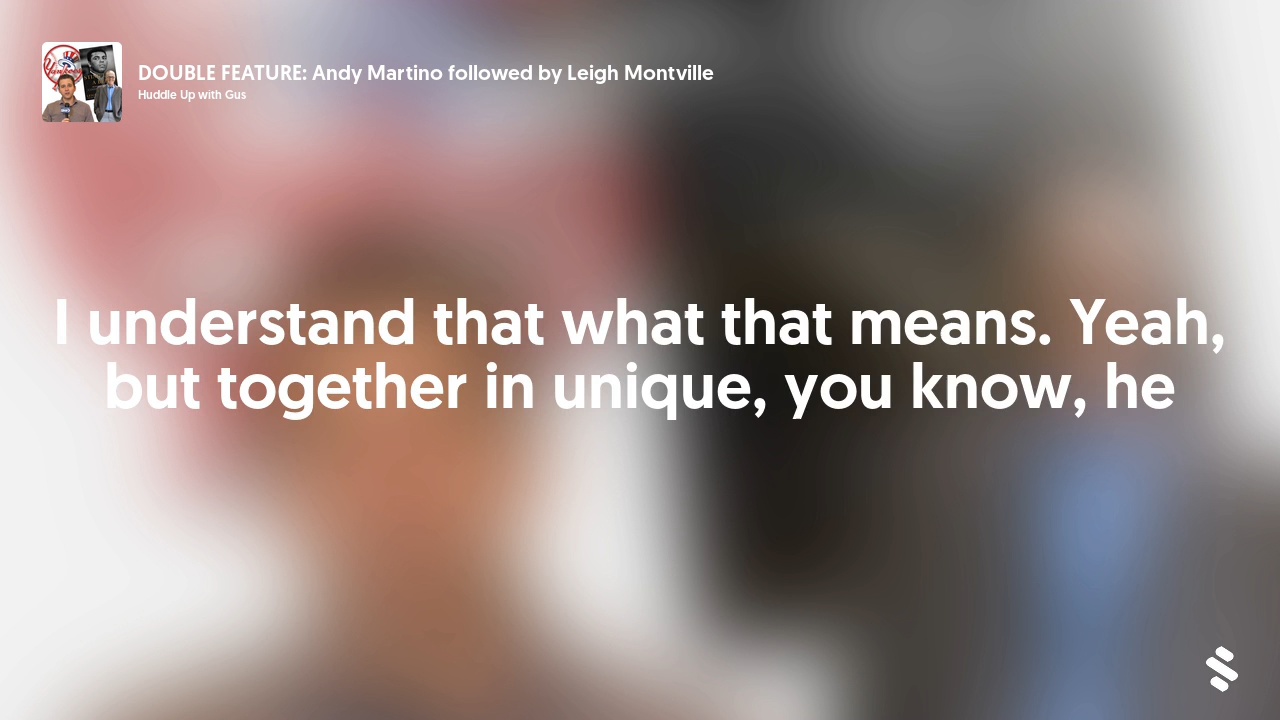 DOUBLE FEATURE: Andy Martino followed by Leigh Montville
Huddle Up with Gus
I understand that what that means. Yeah,
but together in unique, you know, he